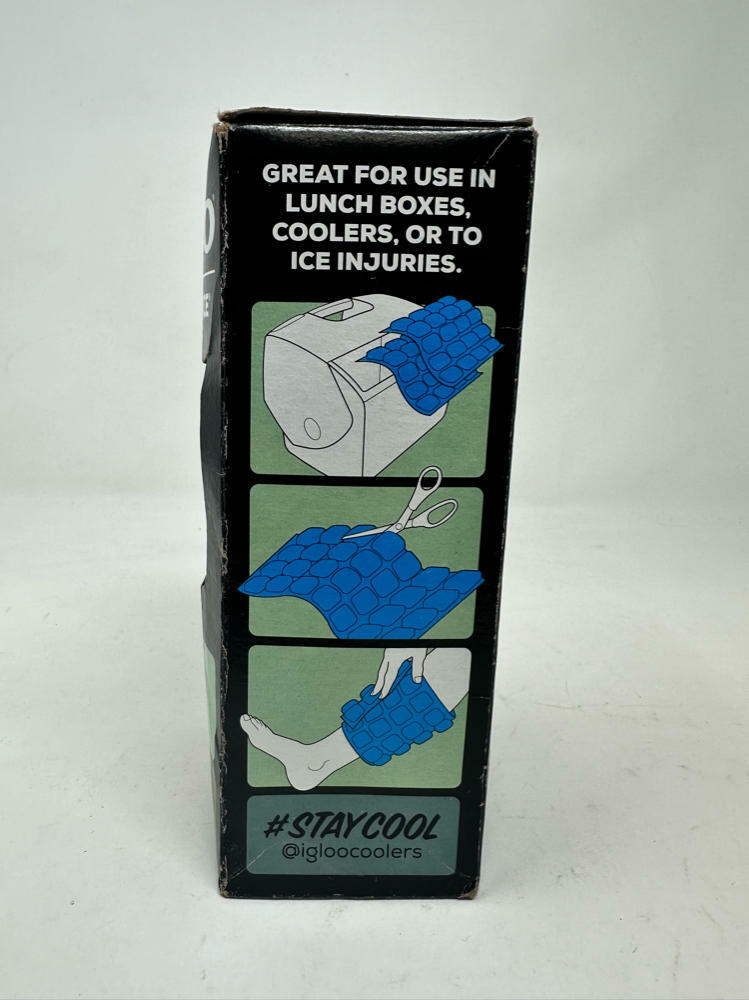 GREAT FOR USE IN
LUNCH BOXES,
COOLERS, OR TO
ICE INJURIES.
#STAYCOOL
@igloocoolers